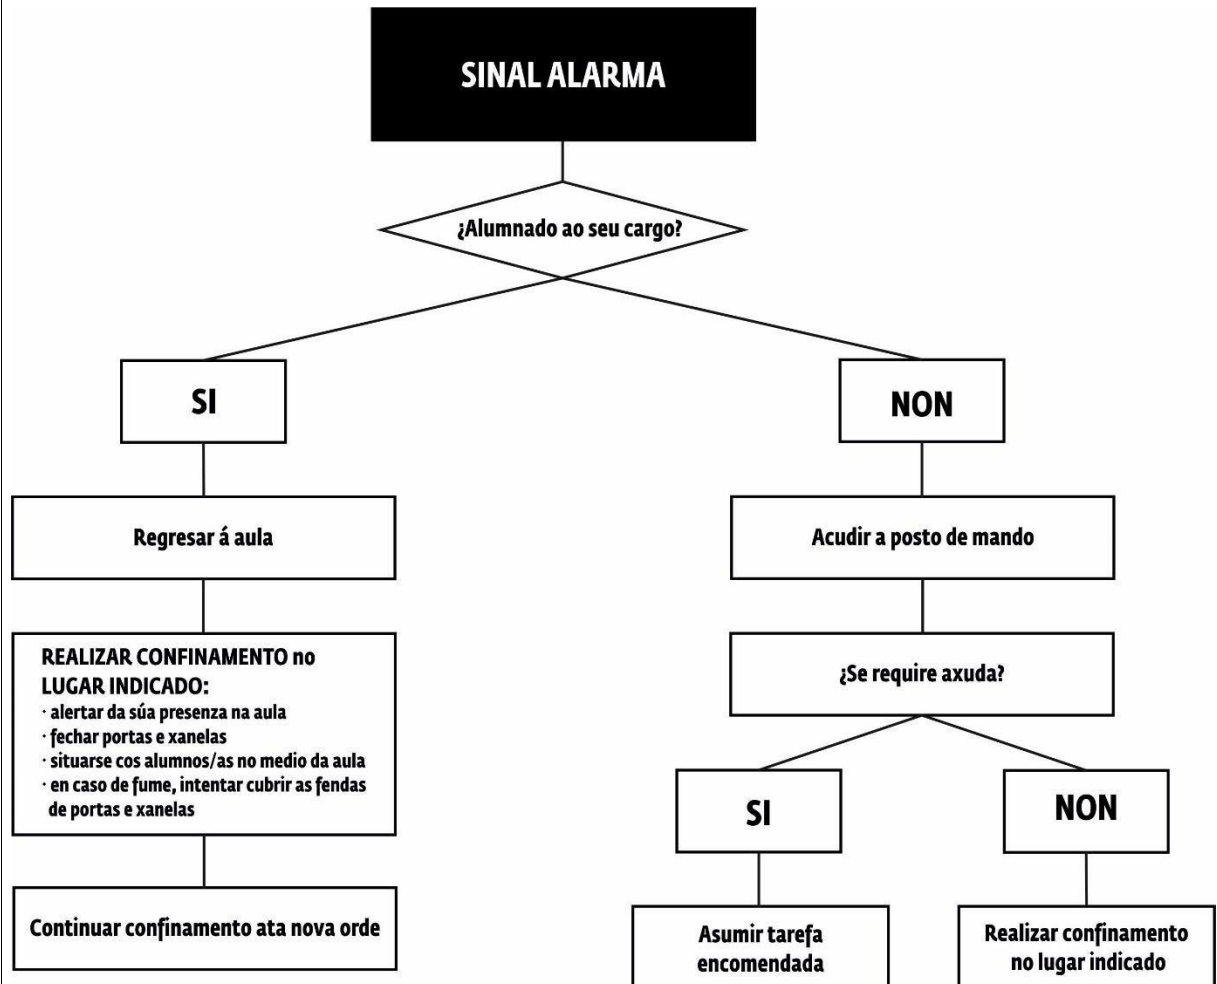 SINAL ALARMA
¿Alumnado ao seu cargo?
SI
NON
Regresar á aula
Acudir a posto de mando
REALIZAR CONFINAMENTO no
LUGAR INDICADO:
· alertar da súa presenza na aula
· fechar portas e xanelas
· situarse cos alumnos/as no medio da aula
· en caso de fume, intentar cubrir as fendas
de portas e xanelas
¿Se require axuda?
SI
NON
Continuar confinamento ata nova orde
Asumir tarefa
encomendada
Realizar confinamento
no lugar indicado